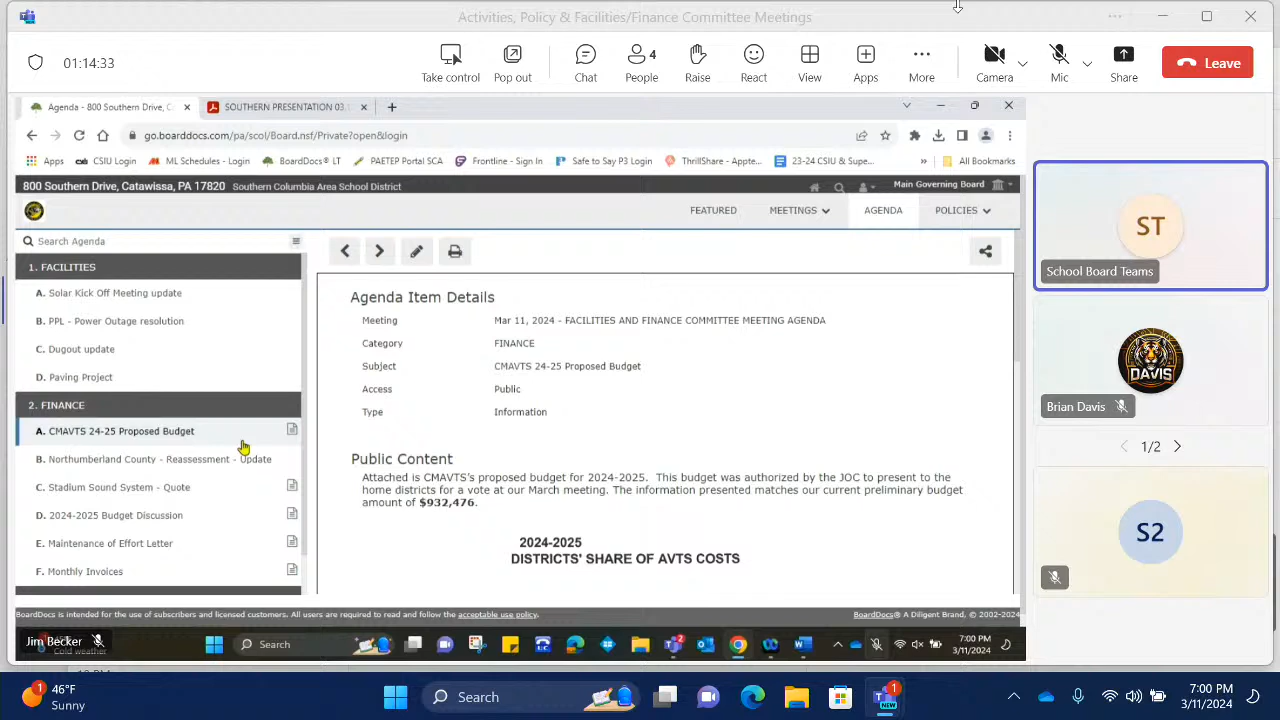 Activities, Policy & Facilities/Finance Committee Meetings
01:14:33
Take control
Pop out
Chat
4
People
Raise
React
View
Apps
More
Camera
Mic
Share
Leave
Agenda - 800 Southern Drive, C
SOUTHERN PRESENTATION 03.1
go.boarddocs.com/pa/scol/Board.nsf/Private?open&login
Apps
CSIU Login
ML Schedules - Login
BoardDocs® LT
PAETEP Portal SCA
Frontline - Sign In
Safe to Say P3 Login
ThrillShare - Appte...
23-24 CSIU & Supe...
»
All Bookmarks
800 Southern Drive, Catawissa, PA 17820 Southern Columbia Area School District
Main Governing Board
FEATURED
MEETINGS
AGENDA
POLICIES
Search Agenda
1. FACILITIES
A. Solar Kick Off Meeting update
B. PPL - Power Outage resolution
C. Dugout update
D. Paving Project
2. FINANCE
A. CMAVTS 24-25 Proposed Budget
B. Northumberland County - Reassessment - Update
C. Stadium Sound System - Quote
D. 2024-2025 Budget Discussion
E. Maintenance of Effort Letter
F. Monthly Invoices
Agenda Item Details
Meeting Mar 11, 2024 - FACILITIES AND FINANCE COMMITTEE MEETING AGENDA
Category FINANCE
Subject CMAVTS 24-25 Proposed Budget
Access Public
Type Information
Public Content
Attached is CMAVTS's proposed budget for 2024-2025. This budget was authorized by the JOC to present to the
home districts for a vote at our March meeting. The information presented matches our current preliminary budget
amount of $932,476.
2024-2025
DISTRICTS' SHARE OF AVTS COSTS
BoardDocs is intended for the use of subscribers and licensed customers. All users are required to read and follow the acceptable use policy.
BoardDocs® A Diligent Brand. © 2002-2024
Jim Becker
Cold weather
Search
2
7:00 PM
3/11/2024
ST
School Board Teams
DAVIS
Brian Davis
1/2
S2
1
46°F
Sunny
Search
1
NEW
7:00 PM
3/11/2024